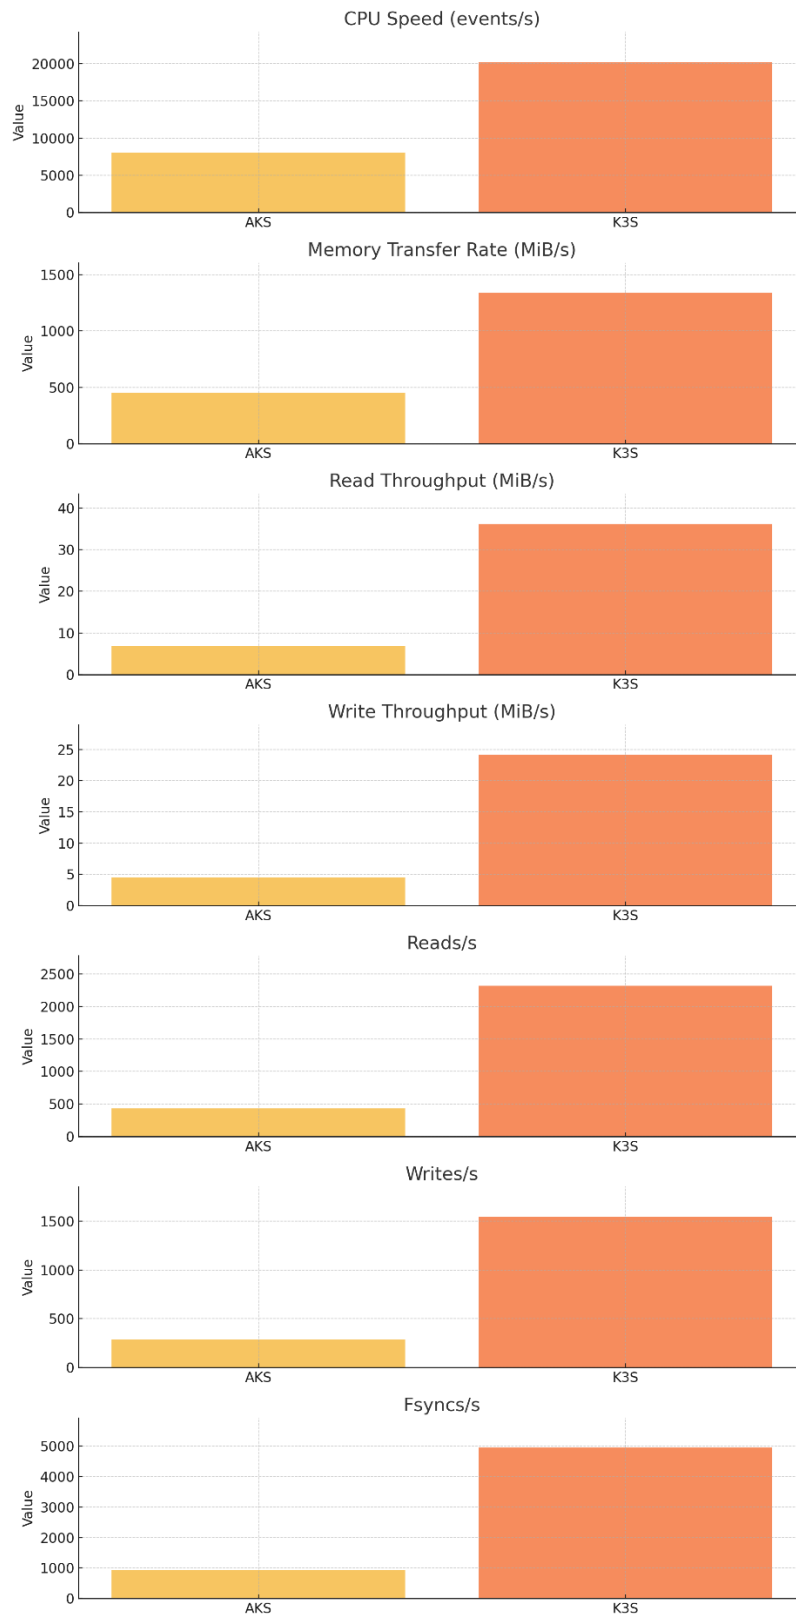 CPU Speed (events/s)
20000
15000
10000
5000
0
Value
AKS
K3S
Memory Transfer Rate (MiB/s)
1500
1000
500
0
Value
AKS
K3S
Read Throughput (MiB/s)
40
30
20
10
0
Value
AKS
K3S
Write Throughput (MiB/s)
25
20
15
10
5
0
Value
AKS
K3S
Reads/s
2500
2000
1500
1000
500
0
Value
AKS
K3S
Writes/s
1500
1000
500
0
Value
AKS
K3S
Fsyncs/s
5000
4000
3000
2000
1000
0
Value
AKS
K3S